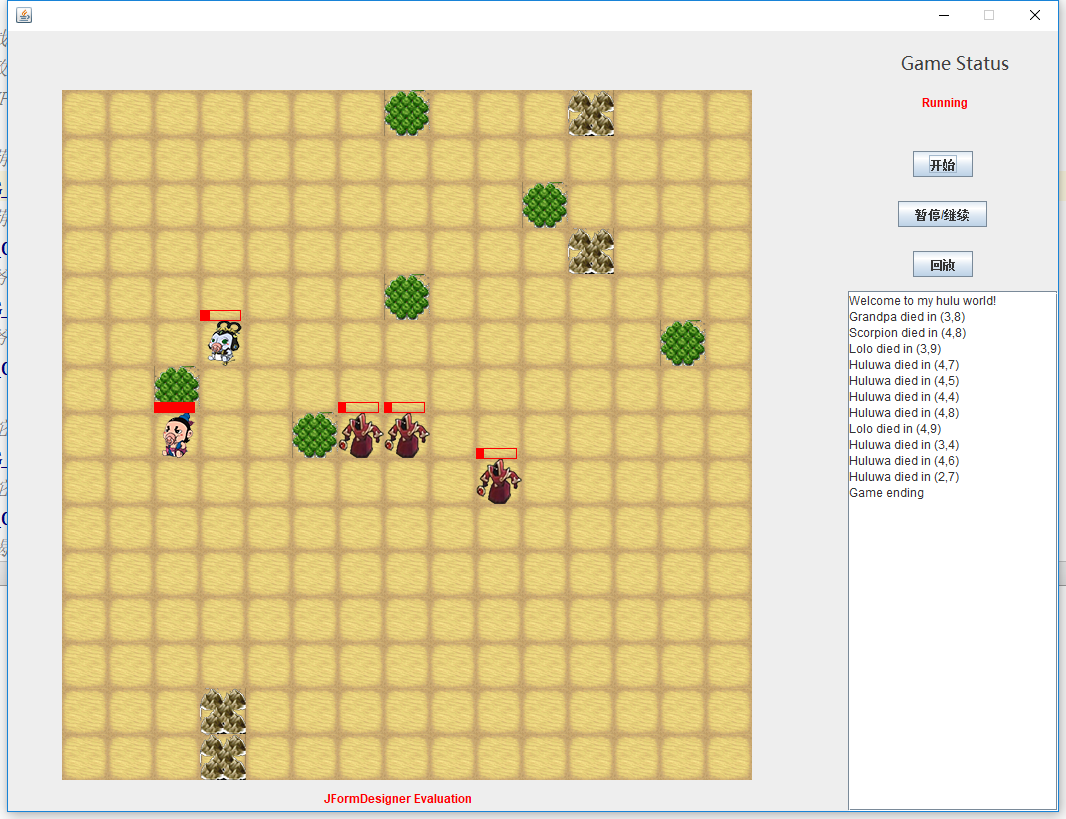 Game Status
Running
开始
暂停/继续
回放
Welcome to my hulu world!
Grandpa died in (3,8)
Scorpion died in (4,8)
Lolo died in (3,9)
Huluwa died in (4,7)
Huluwa died in (4,5)
Huluwa died in (4,4)
Huluwa died in (4,8)
Lolo died in (4,9)
Huluwa died in (3,4)
Huluwa died in (4,6)
Huluwa died in (2,7)
Game ending
JFormDesigner Evaluation